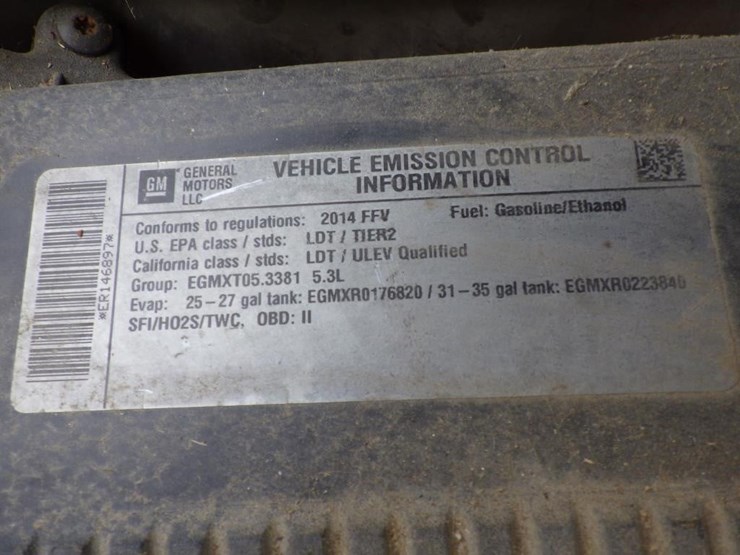 GM GENERAL MOTORS LLC
VEHICLE EMISSION CONTROL
INFORMATION
Conforms to regulations: 2014 FFV Fuel: Gasoline/Ethanol
U.S. EPA class / stds: LDT / TIER2
California class / stds: LDT / ULEV Qualified
Group: EGMXT05.3381 5.3L
Evap: 25-27 gal tank: EGMXR0176820 / 31-35 gal tank: EGMXR0223840
SFI/HO2S/TWC, OBD: II
*ER146897*